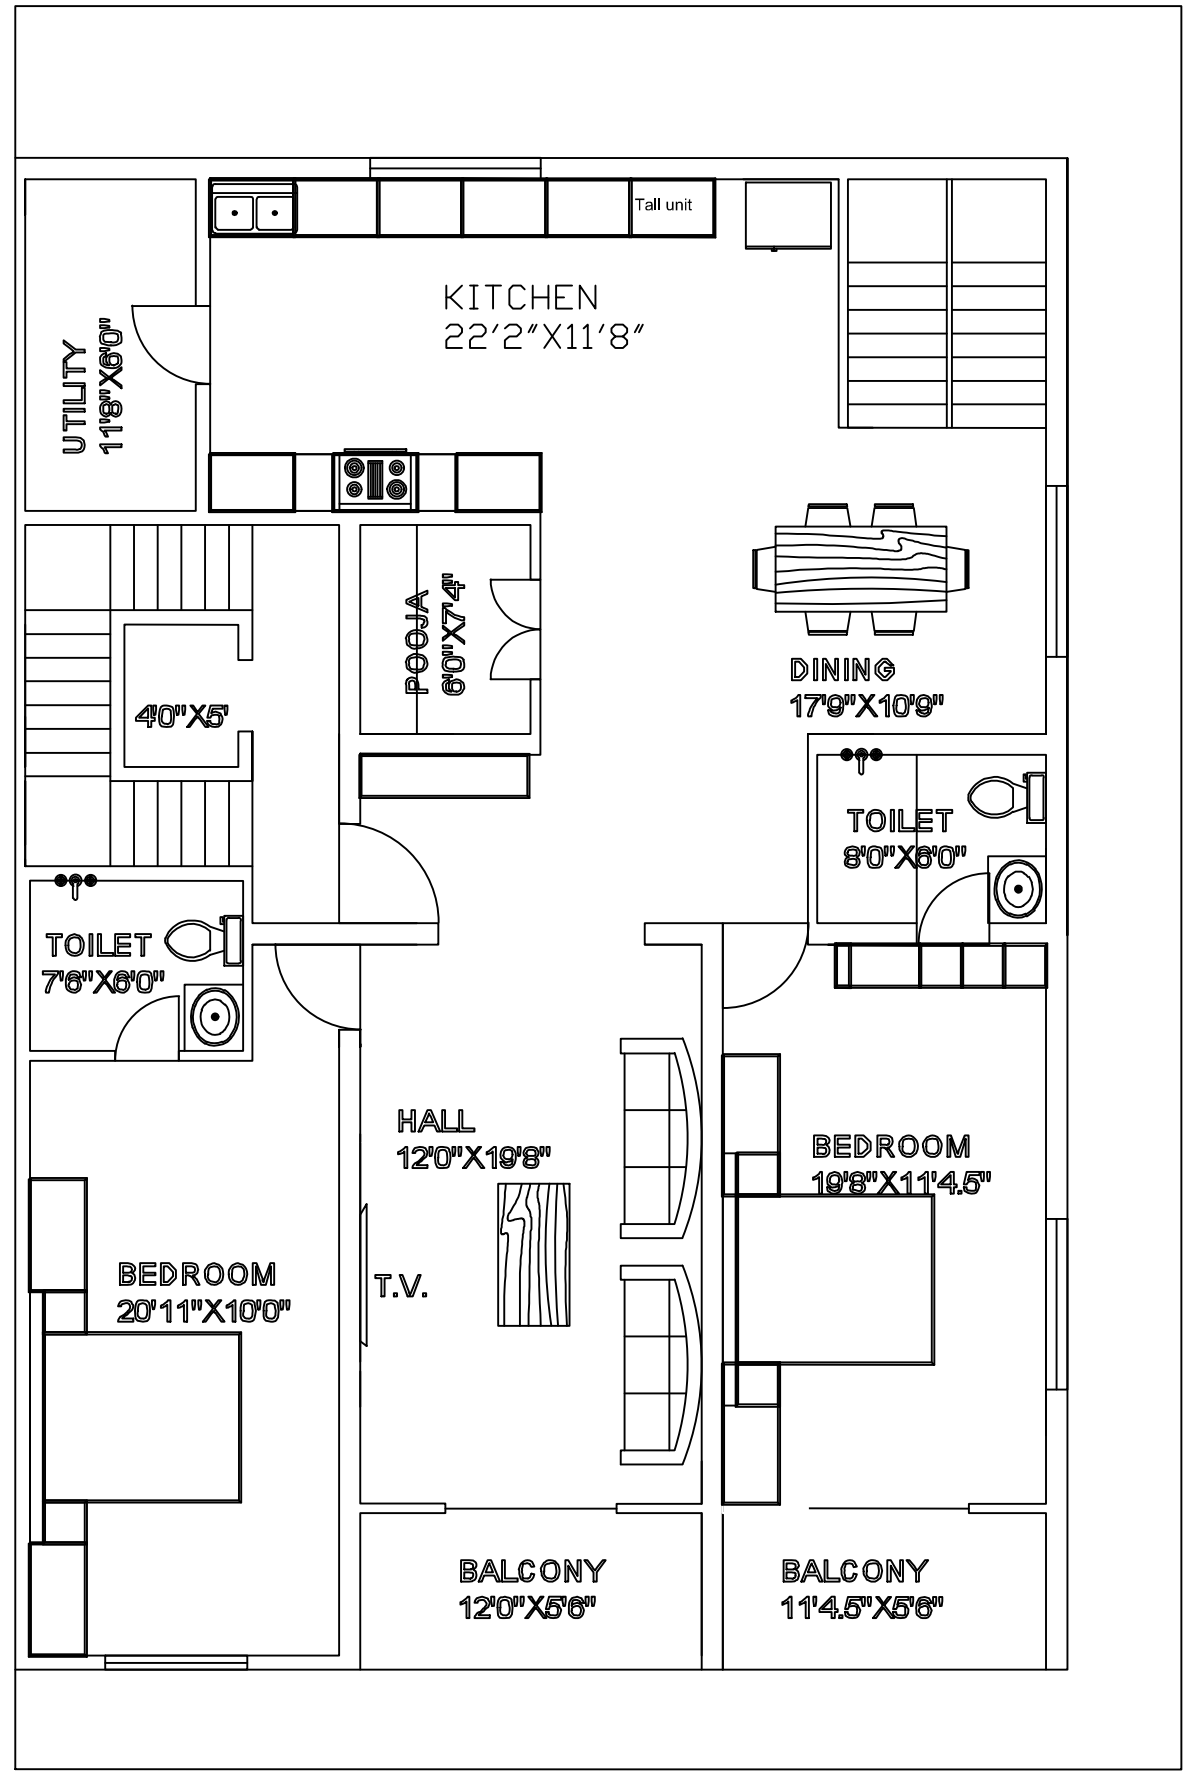 Tall unit
KITCHEN
22'2"X11'8"
UTILITY
11'8"X6'0"
POOJA
6'0"X7'4"
DINING
17'9"X10'9"
4'0"X5'
TOILET
8'0"X6'0"
TOILET
7'6"X6'0"
HALL
12'0"X19'8"
BEDROOM
19'8"X11'4.5"
BEDROOM
20'11"X10'0"
T.V.
BALCONY
12'0"X5'6"
BALCONY
11'4.5"X5'6"